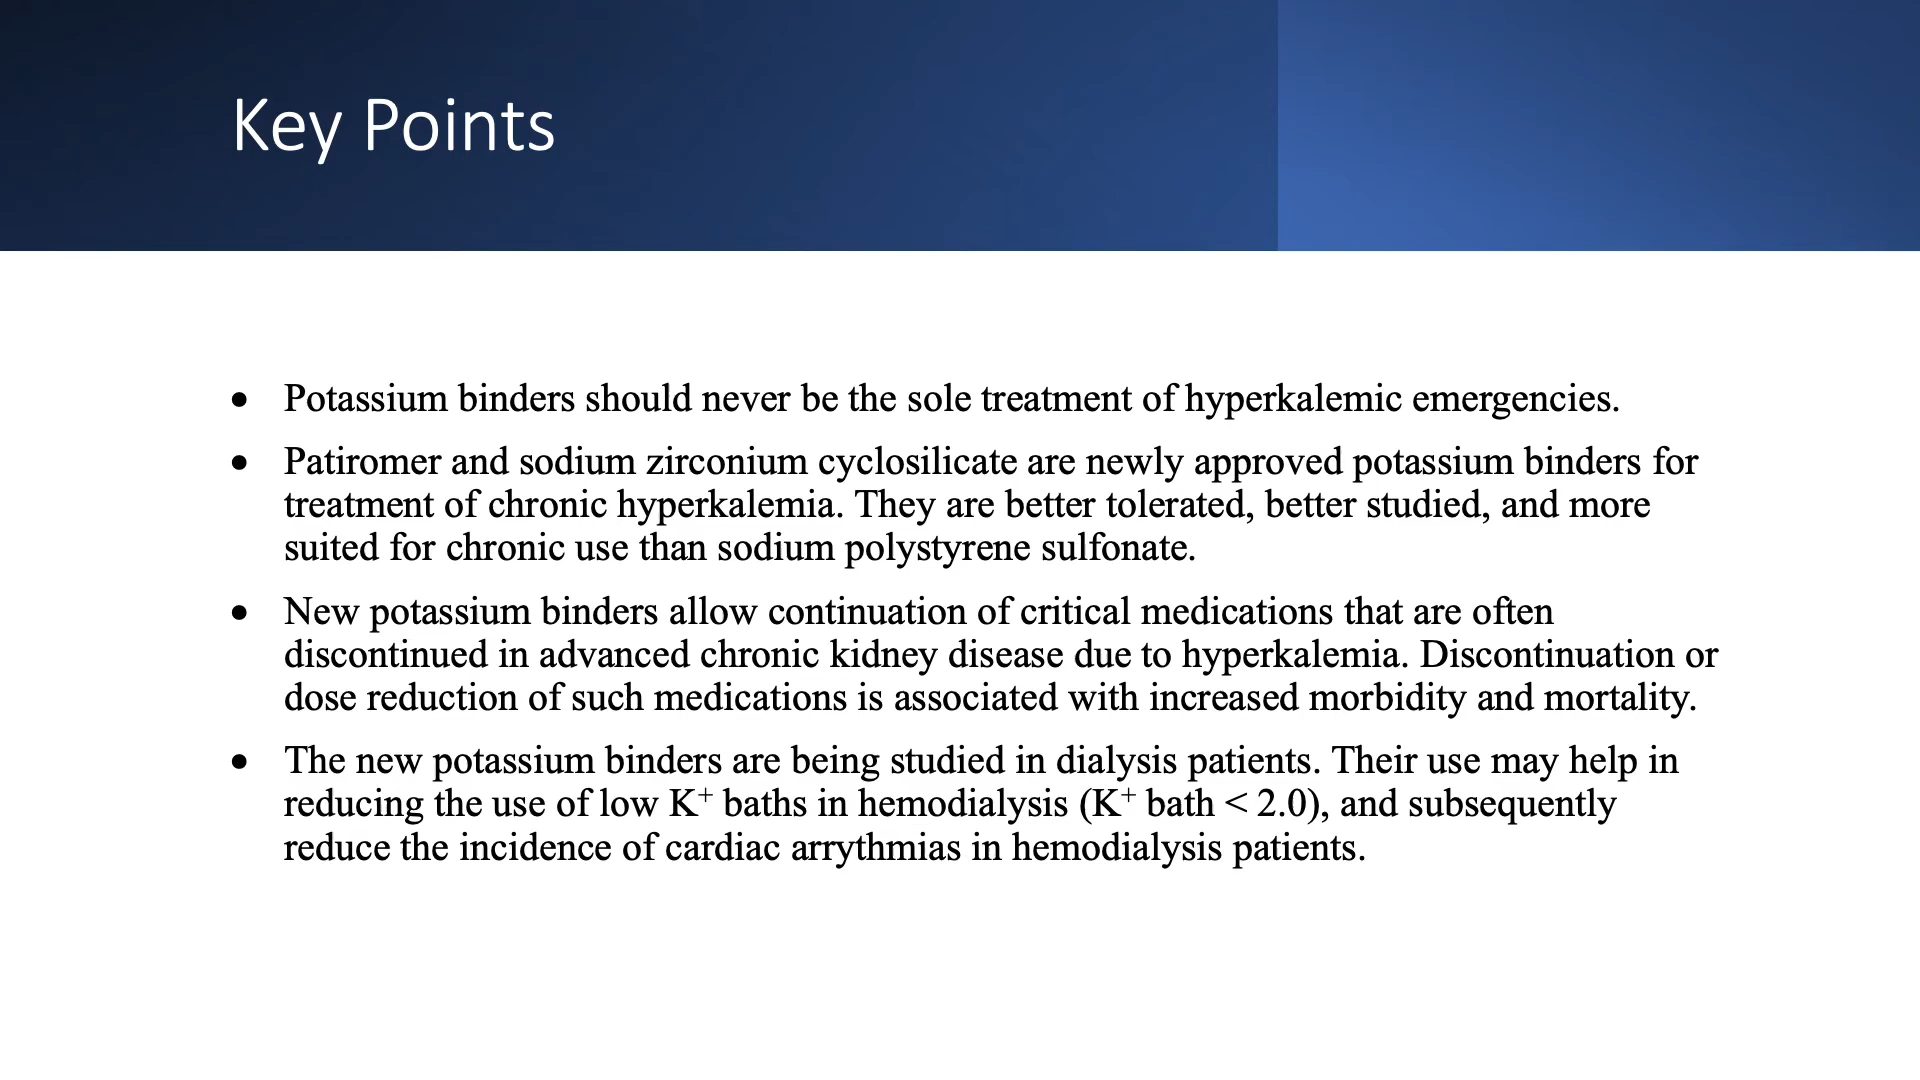 Key Points
• Potassium binders should never be the sole treatment of hyperkalemic emergencies.
• Patiromer and sodium zirconium cyclosilicate are newly approved potassium binders for
treatment of chronic hyperkalemia. They are better tolerated, better studied, and more
suited for chronic use than sodium polystyrene sulfonate.
• New potassium binders allow continuation of critical medications that are often
discontinued in advanced chronic kidney disease due to hyperkalemia. Discontinuation or
dose reduction of such medications is associated with increased morbidity and mortality.
• The new potassium binders are being studied in dialysis patients. Their use may help in
reducing the use of low K⁺ baths in hemodialysis (K⁺ bath < 2.0), and subsequently
reduce the incidence of cardiac arrythmias in hemodialysis patients.